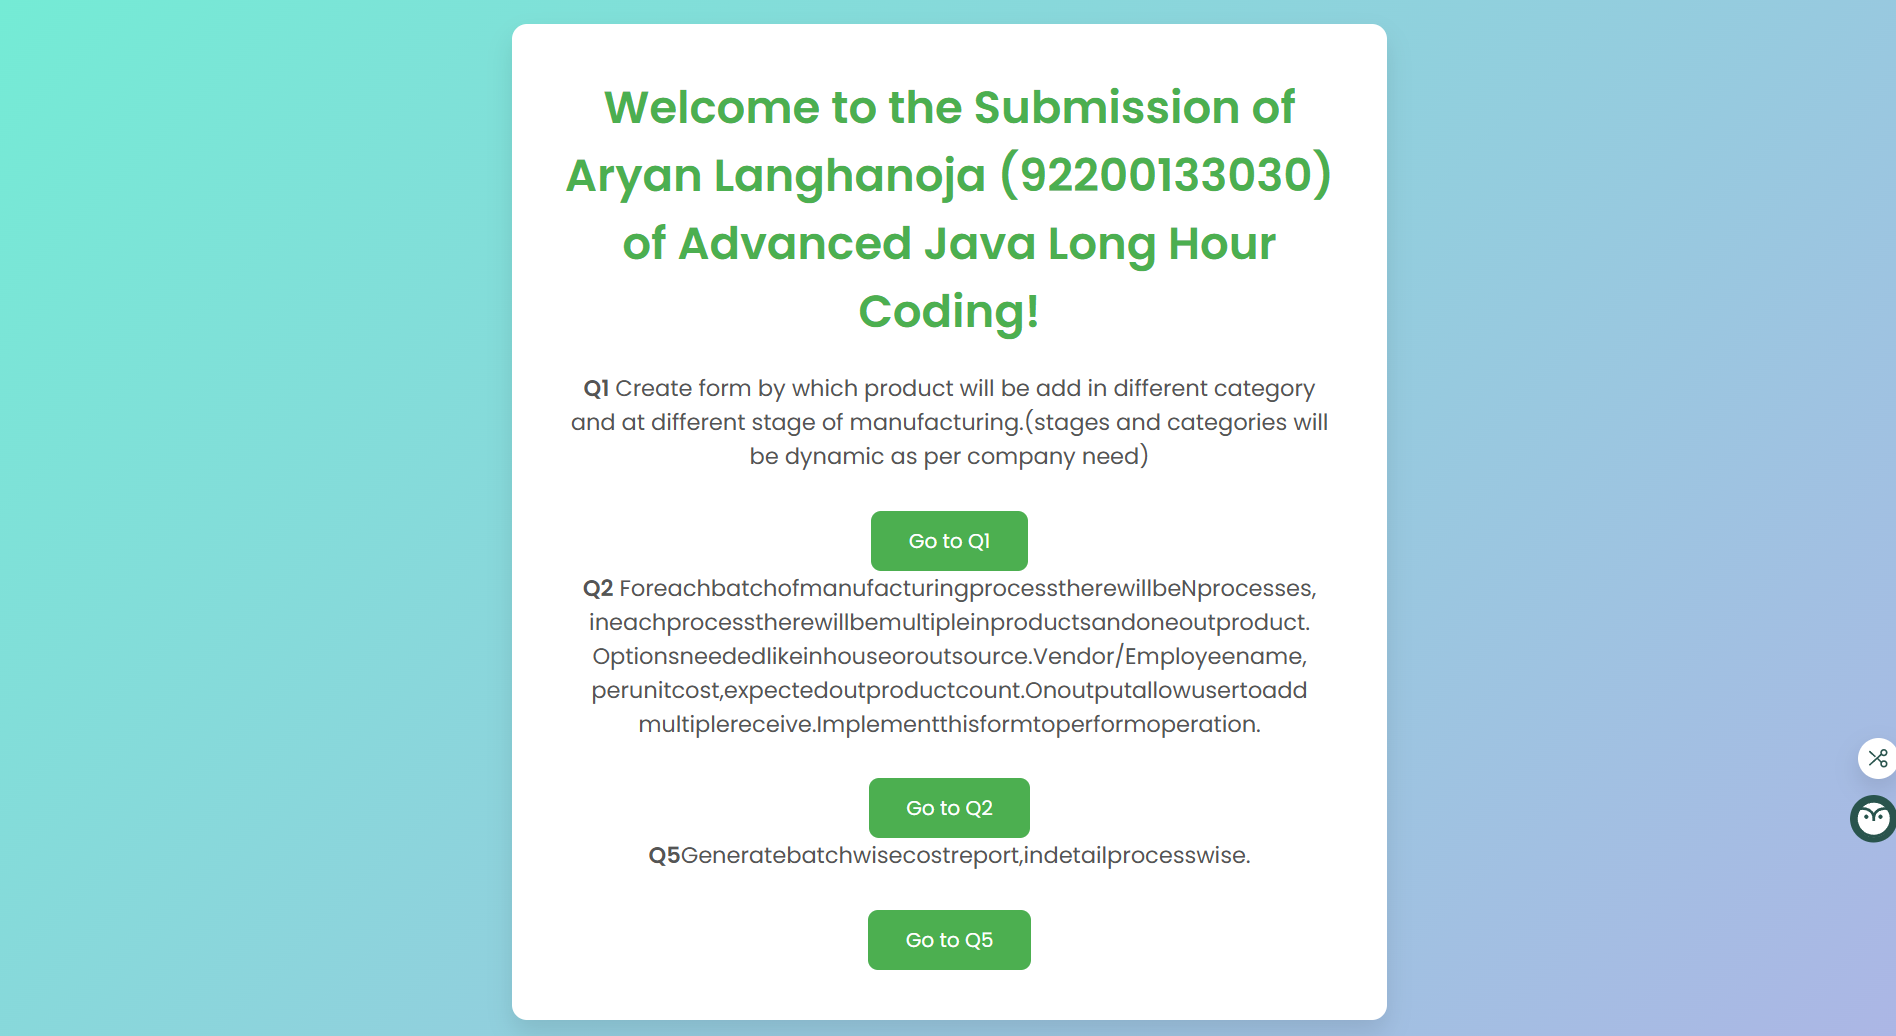 Welcome to the Submission of
Aryan Langhanoja (92200133030)
of Advanced Java Long Hour
Coding!
Q1 Create form by which product will be add in different category
and at different stage of manufacturing.(stages and categories will
be dynamic as per company need)
Go to Q1
Q2 ForeachbatchofmanufacturingprocesstherewillbeNprocesses,
ineachprocesstherewillbemultipleinproductsandoneoutproduct.
Optionsneededlikeinhouseoroutsource.Vendor/Employeename,
perunitcost,expectedoutproductcount.Onoutputallowusertoadd
multiplereceive.Implementthisformtoperformoperation.
Go to Q2
Q5Generatebatchwisecostreport,indetailprocesswise.
Go to Q5